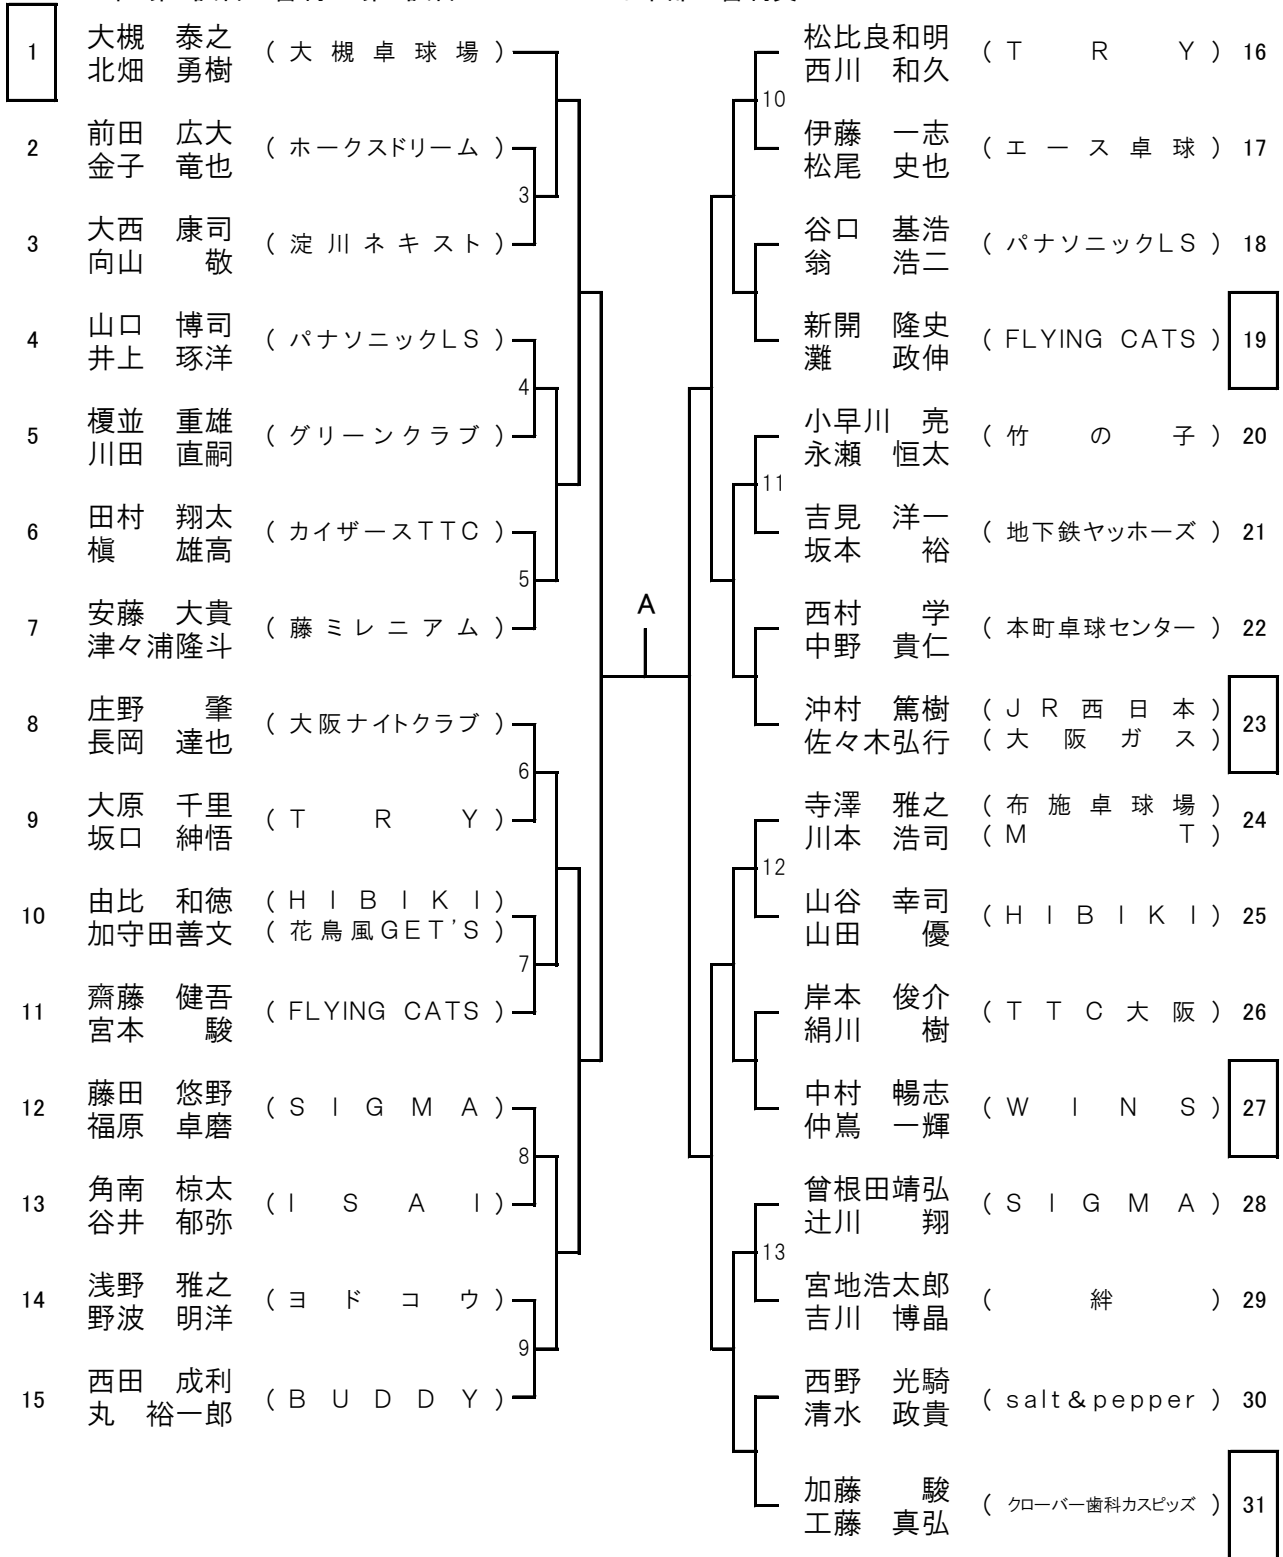 1 大槻 泰之 (大槻卓球場)
北畑 勇樹
2 前田 広大 (ホークスドリーム)
金子 竜也
3
3 大西 康司 (淀川ネキスト)
向山 敬
4 山口 博司 (パナソニックLS)
井上 琢洋
4
5 榎並 重雄 (グリーンクラブ)
川田 直嗣
6 田村 翔太 (カイザースTTC)
槇 雄高
5
7 安藤 大貴 (藤ミレニアム)
津々浦隆斗
8 庄野 肇 (大阪ナイトクラブ)
長岡 達也
6
9 大原 千里 (TRY)
坂口 紳悟
10 由比 和徳 (HIBIKI)
加守田善文 (花鳥風GET'S)
7
11 齋藤 健吾 (FLYING CATS)
宮本 駿
12 藤田 悠野 (SIGMA)
福原 卓磨
8
13 角南 椋太 (ISAI)
谷井 郁弥
14 浅野 雅之 (ヨドコウ)
野波 明洋
9
15 西田 成利 (BUDDY)
丸 裕一郎
A
松比良和明 (TRY) 16
西川 和久
10
伊藤 一志 (エース卓球) 17
松尾 史也
谷口 基浩 (パナソニックLS) 18
翁 浩二
新開 隆史 (FLYING CATS) 19
灘 政伸
小早川 亮 (竹の子) 20
永瀬 恒太
11
吉見 洋一 (地下鉄ヤッホーズ) 21
坂本 裕
西村 学 (本町卓球センター) 22
中野 貴仁
沖村 篤樹 (JR西日本) 23
佐々木弘行 (大阪ガス)
寺澤 雅之 (布施卓球場) 24
川本 浩司 (MT)
12
山谷 幸司 (HIBIKI) 25
山田 優
岸本 俊介 (TTC大阪) 26
絹川 樹
中村 暢志 (WINS) 27
仲嶌 一輝
曾根田靖弘 (SIGMA) 28
辻川 翔
13
宮地浩太郎 (絆) 29
吉川 博晶
西野 光騎 (salt&pepper) 30
清水 政貴
加藤 駿 (クローバー歯科カスピッズ) 31
工藤 真弘